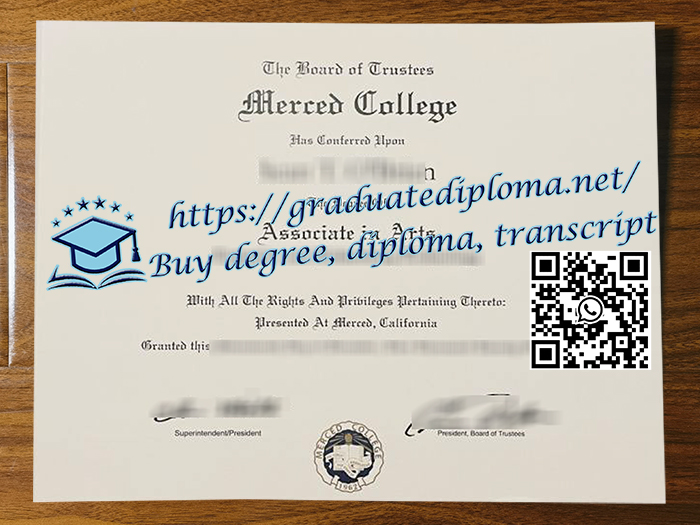 The Board of Trustees
Merced College
Has Conferred Upon
https://graduatediploma.net/
Associate in Arts
Buy degree, diploma, transcript
With All The Rights And Privileges Pertaining Thereto:
Presented At Merced, California
Granted this
Superintendent/President
President, Board of Trustees
MERCED COLLEGE
1962